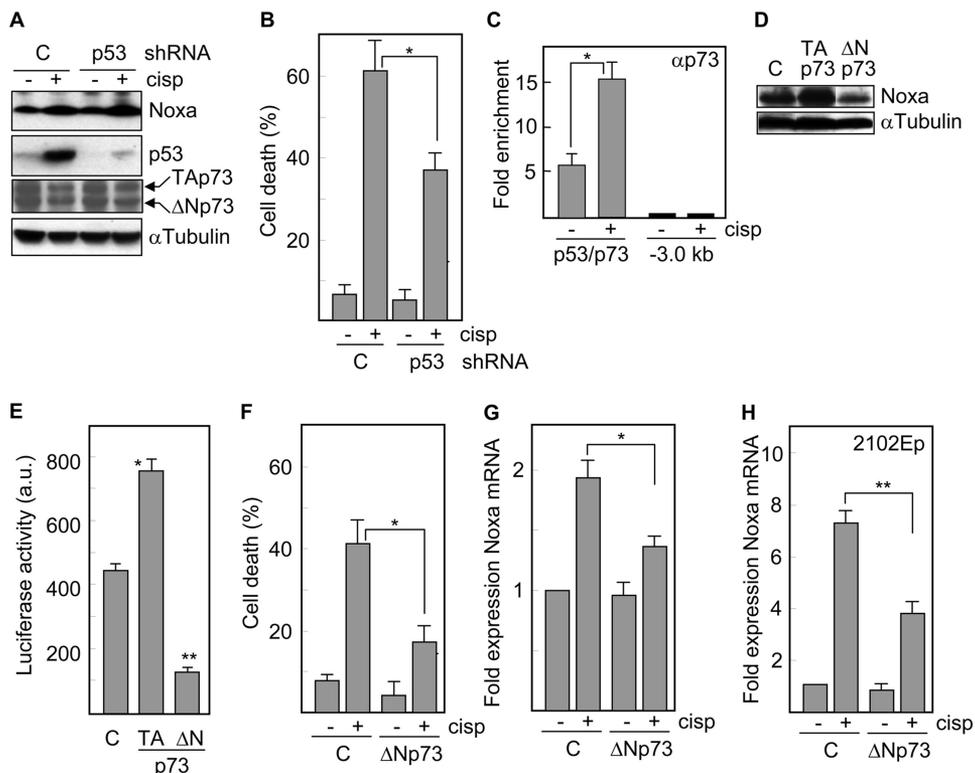 A
C p53 shRNA
- + - + cisp
Noxa
p53
TAp73
ΔNp73
αTubulin
B
Cell death (%)
60
40
20
*
- + - + cisp
C p53 shRNA
C
Fold enrichment
15
10
5
*
αp73
- + - + cisp
p53/p73 -3.0 kb
D
C TA p73 ΔN p73
Noxa
αTubulin
E
Luciferase activity (a.u.)
800
600
400
200
*
**
C TA ΔN
p73
F
Cell death (%)
60
40
20
*
- + - + cisp
C ΔNp73
G
Fold expression Noxa mRNA
2
1
*
- + - + cisp
C ΔNp73
H
Fold expression Noxa mRNA
10
8
6
4
2
2102Ep
**
- + - + cisp
C ΔNp73